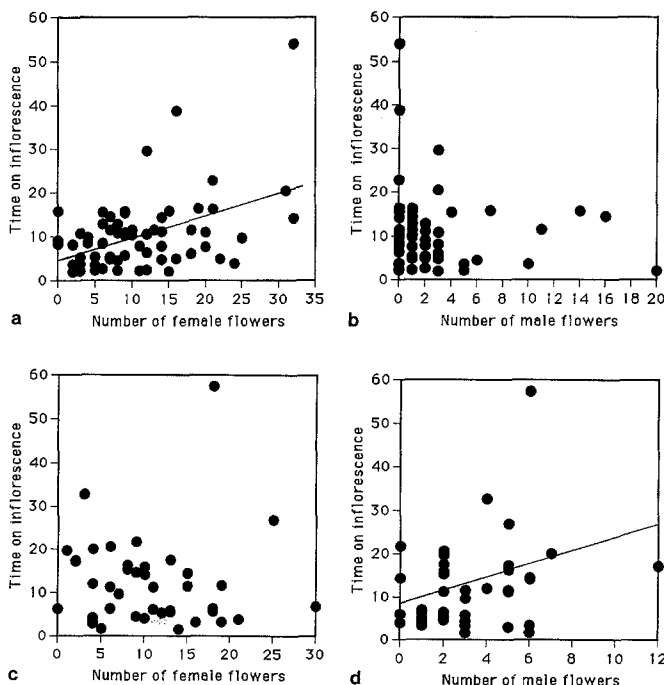 60
50
40
30
20
10
0
Time on inflorescence
0 5 10 15 20 25 30 35
Number of female flowers
a
60
50
40
30
20
10
0
Time on inflorescence
0 2 4 6 8 10 12 14 16 18 20
Number of male flowers
b
60
50
40
30
20
10
0
Time on inflorescence
0 5 10 15 20 25 30
Number of female flowers
c
60
50
40
30
20
10
0
Time on inflorescence
0 2 4 6 8 10 12
Number of male flowers
d